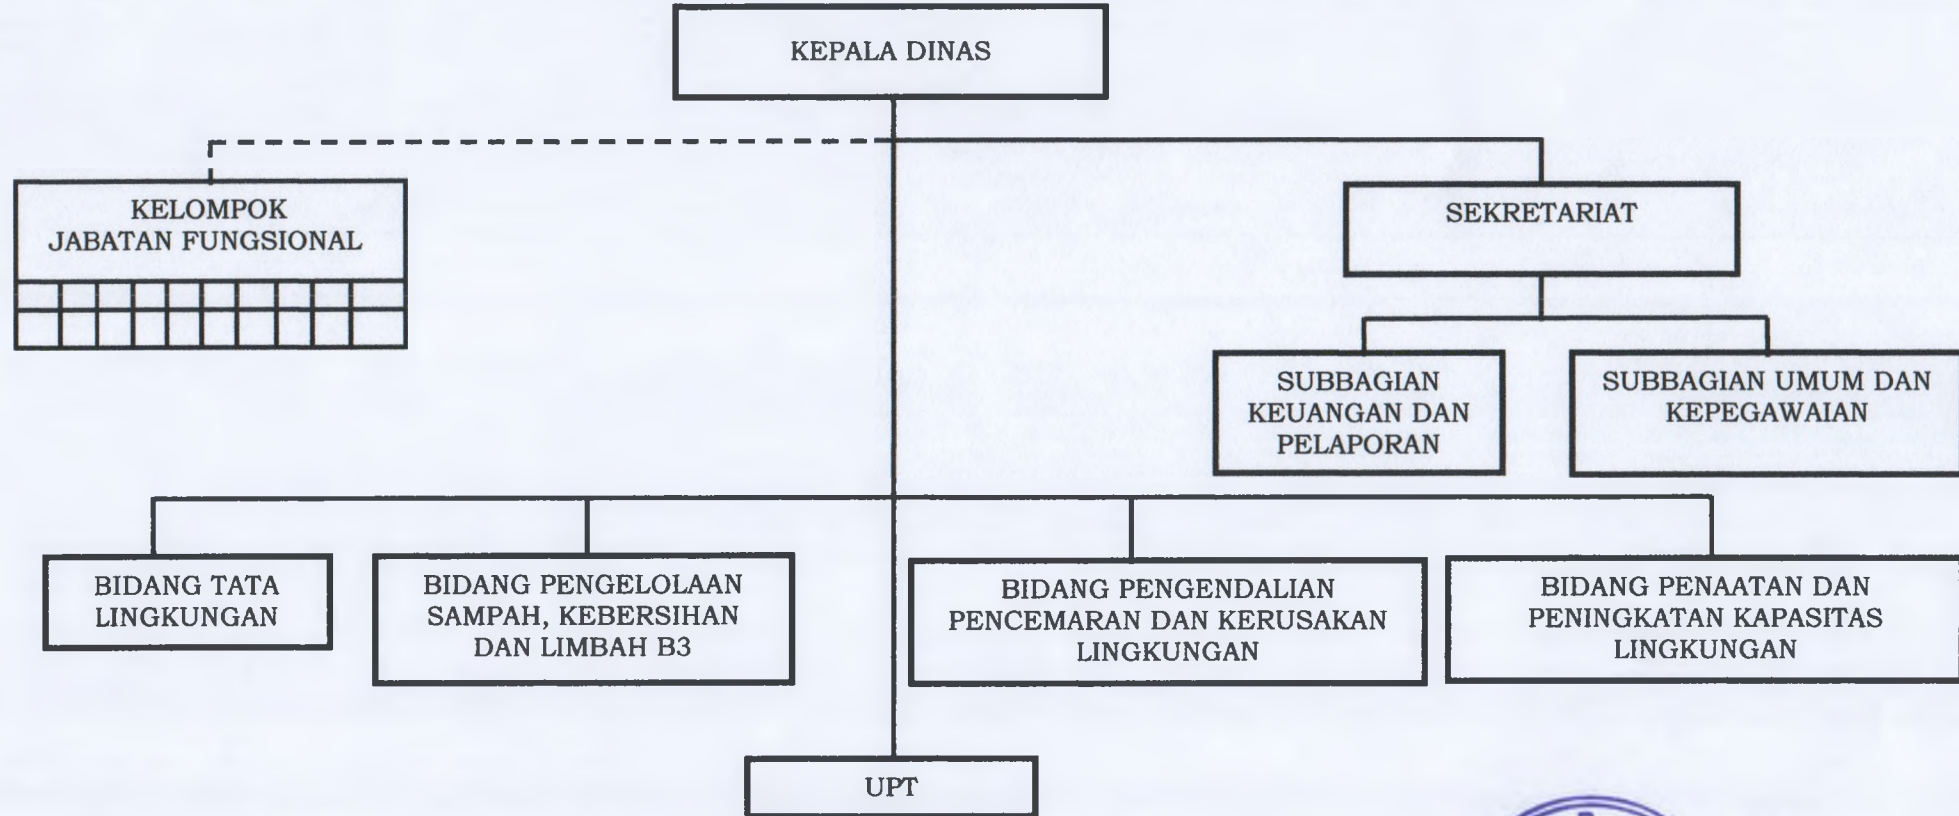 KEPALA DINAS
KELOMPOK
JABATAN FUNGSIONAL
SEKRETARIAT
SUBBAGIAN
KEUANGAN DAN
PELAPORAN
SUBBAGIAN UMUM DAN
KEPEGAWAIAN
BIDANG TATA
LINGKUNGAN
BIDANG PENGELOLAAN
SAMPAH, KEBERSIHAN
DAN LIMBAH B3
BIDANG PENGENDALIAN
PENCEMARAN DAN KERUSAKAN
LINGKUNGAN
BIDANG PENAATAN DAN
PENINGKATAN KAPASITAS
LINGKUNGAN
UPT